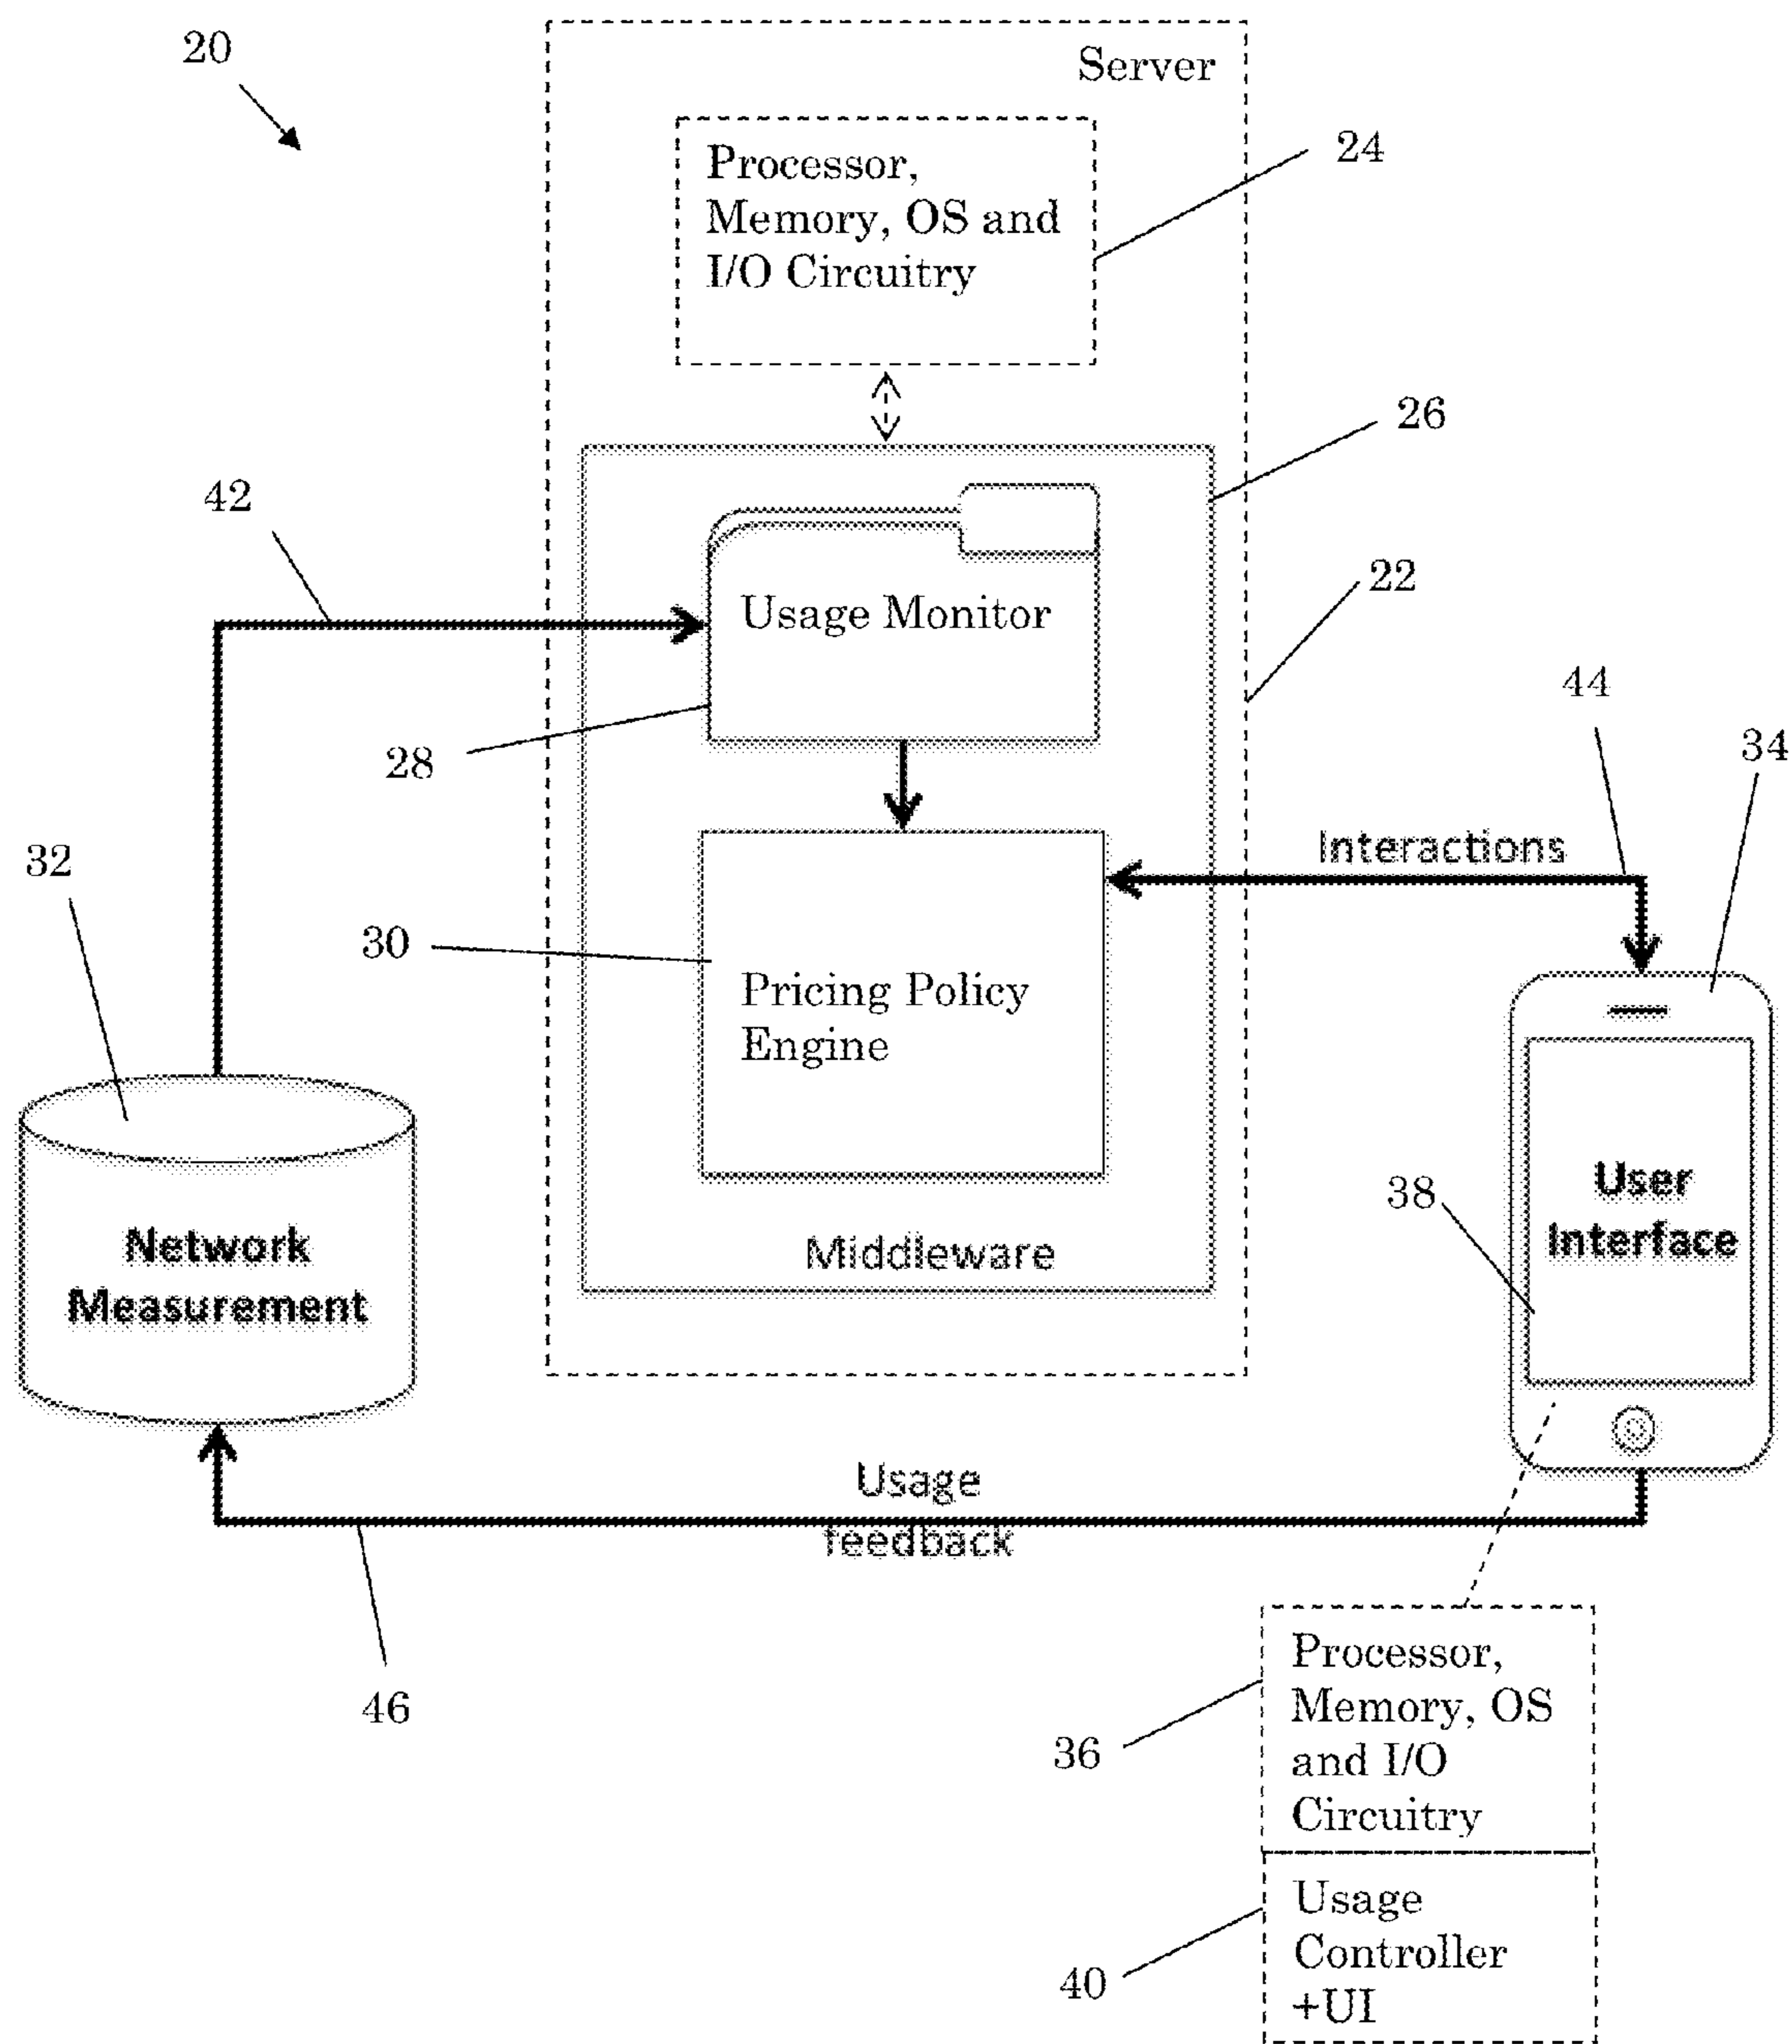 20
Server
Processor,
Memory, OS and
I/O Circuitry
24
26
42
Usage Monitor
22
28
44
34
Interactions
32
30
Pricing Policy
Engine
38
User
Interface
Network
Measurement
Middleware
Usage
feedback
46
36
Processor,
Memory, OS
and I/O
Circuitry
40
Usage
Controller
+UI